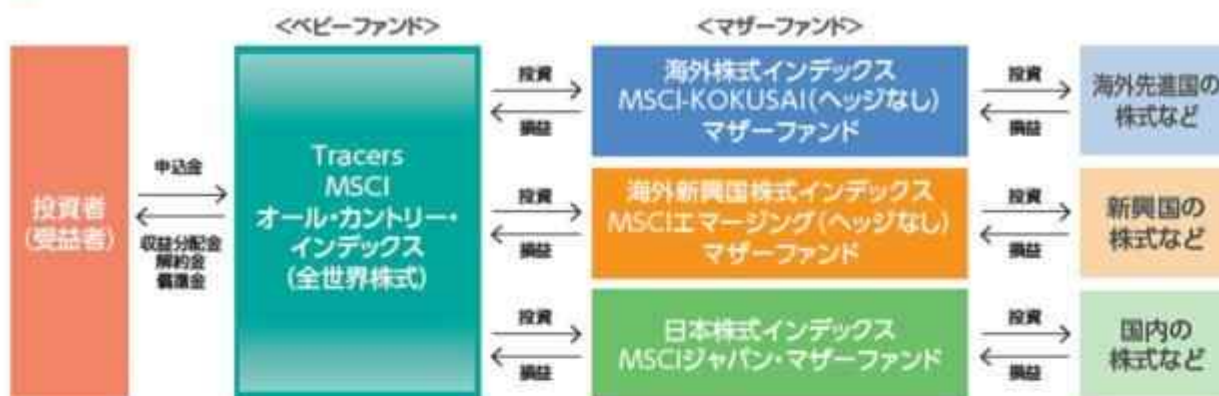 <ベビーファンド>
<マザーファンド>
投資者
(受益者)
申込金
収益分配金
解約金
償還金
Tracers
MSCI
オール・カントリー・
インデックス
(全世界株式)
投資
損益
海外株式インデックス
MSCI-KOKUSAI(ヘッジなし)
マザーファンド
投資
損益
海外先進国の
株式など
投資
損益
海外新興国株式インデックス
MSCIエマージング(ヘッジなし)
マザーファンド
投資
損益
新興国の
株式など
投資
損益
日本株式インデックス
MSCIジャパン・マザーファンド
投資
損益
国内の
株式など